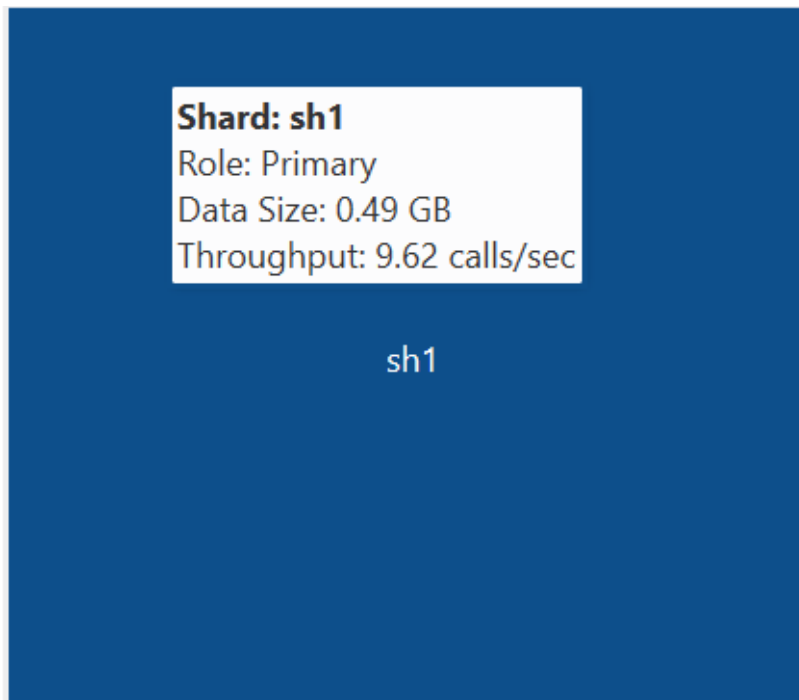 Shard: sh1
Role: Primary
Data Size: 0.49 GB
Throughput: 9.62 calls/sec
sh1